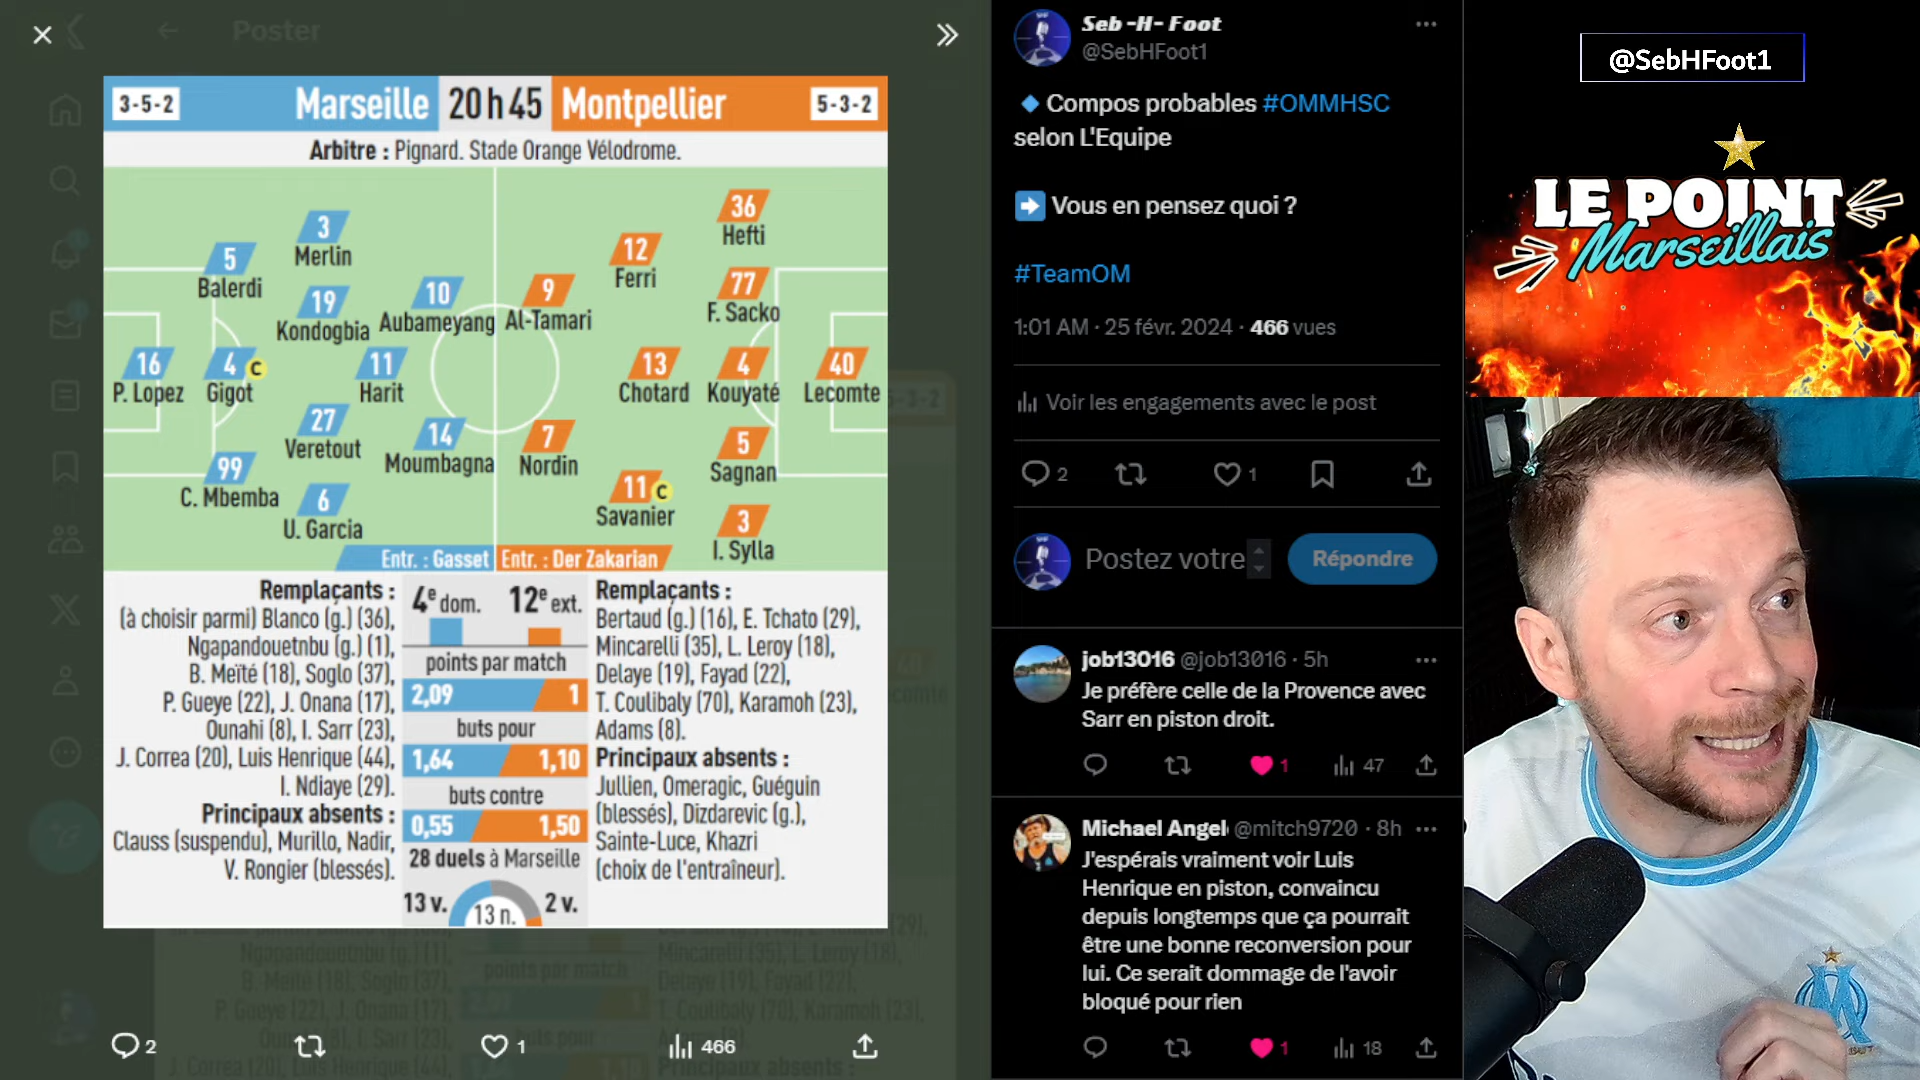 Poster
3-5-2
Marseille
20 h 45
Montpellier
5-3-2
Arbitre : Pignard. Stade Orange Vélodrome.
16
P. Lopez
5
Balerdi
4 C
Gigot
99
C. Mbemba
3
Merlin
19
Kondogbia
11
Harit
27
Veretout
6
U. Garcia
10
Aubameyang
14
Moumbagna
9
Al-Tamari
7
Nordin
12
Ferri
13
Chotard
11 C
Savanier
36
Hefti
77
F. Sacko
4
Kouyaté
5
Sagnan
3
I. Sylla
40
Lecomte
Entr. : Gasset
Entr. : Der Zakarian
Remplaçants :
(à choisir parmi) Blanco (g.) (36),
Ngapandouetnbu (g.) (1),
B. Meïté (18), Soglo (37),
P. Gueye (22), J. Onana (17),
Ounahi (8), I. Sarr (23),
J. Correa (20), Luis Henrique (44),
I. Ndiaye (29).
Principaux absents :
Clauss (suspendu), Murillo, Nadir,
V. Rongier (blessés).
4e dom. 12e ext.
points par match
2,09 1
buts pour
1,64 1,10
buts contre
0,55 1,50
28 duels à Marseille
13 v. 13 n. 2 v.
Remplaçants :
Bertaud (g.) (16), E. Tchato (29),
Mincarelli (35), L. Leroy (18),
Delaye (19), Fayad (22),
T. Coulibaly (70), Karamoh (23),
Adams (8).
Principaux absents :
Jullien, Omeragic, Guéguin
(blessés), Dizdarevic (g.),
Sainte-Luce, Khazri
(choix de l'entraîneur).
2
1
466
Seb -H- Foot
@SebHFoot1
Compos probables #OMMHSC
selon L'Equipe
Vous en pensez quoi ?
#TeamOM
1:01 AM · 25 févr. 2024 · 466 vues
Voir les engagements avec le post
2
1
Postez votre
Répondre
job13016 @job13016 · 5h
Je préfère celle de la Provence avec
Sarr en piston droit.
1
47
Michael Angel @mitch9720 · 8h
J'espérais vraiment voir Luis
Henrique en piston, convaincu
depuis longtemps que ça pourrait
être une bonne reconversion pour
lui. Ce serait dommage de l'avoir
bloqué pour rien
1
18
@SebHFoot1
LE POINT
Marseillais